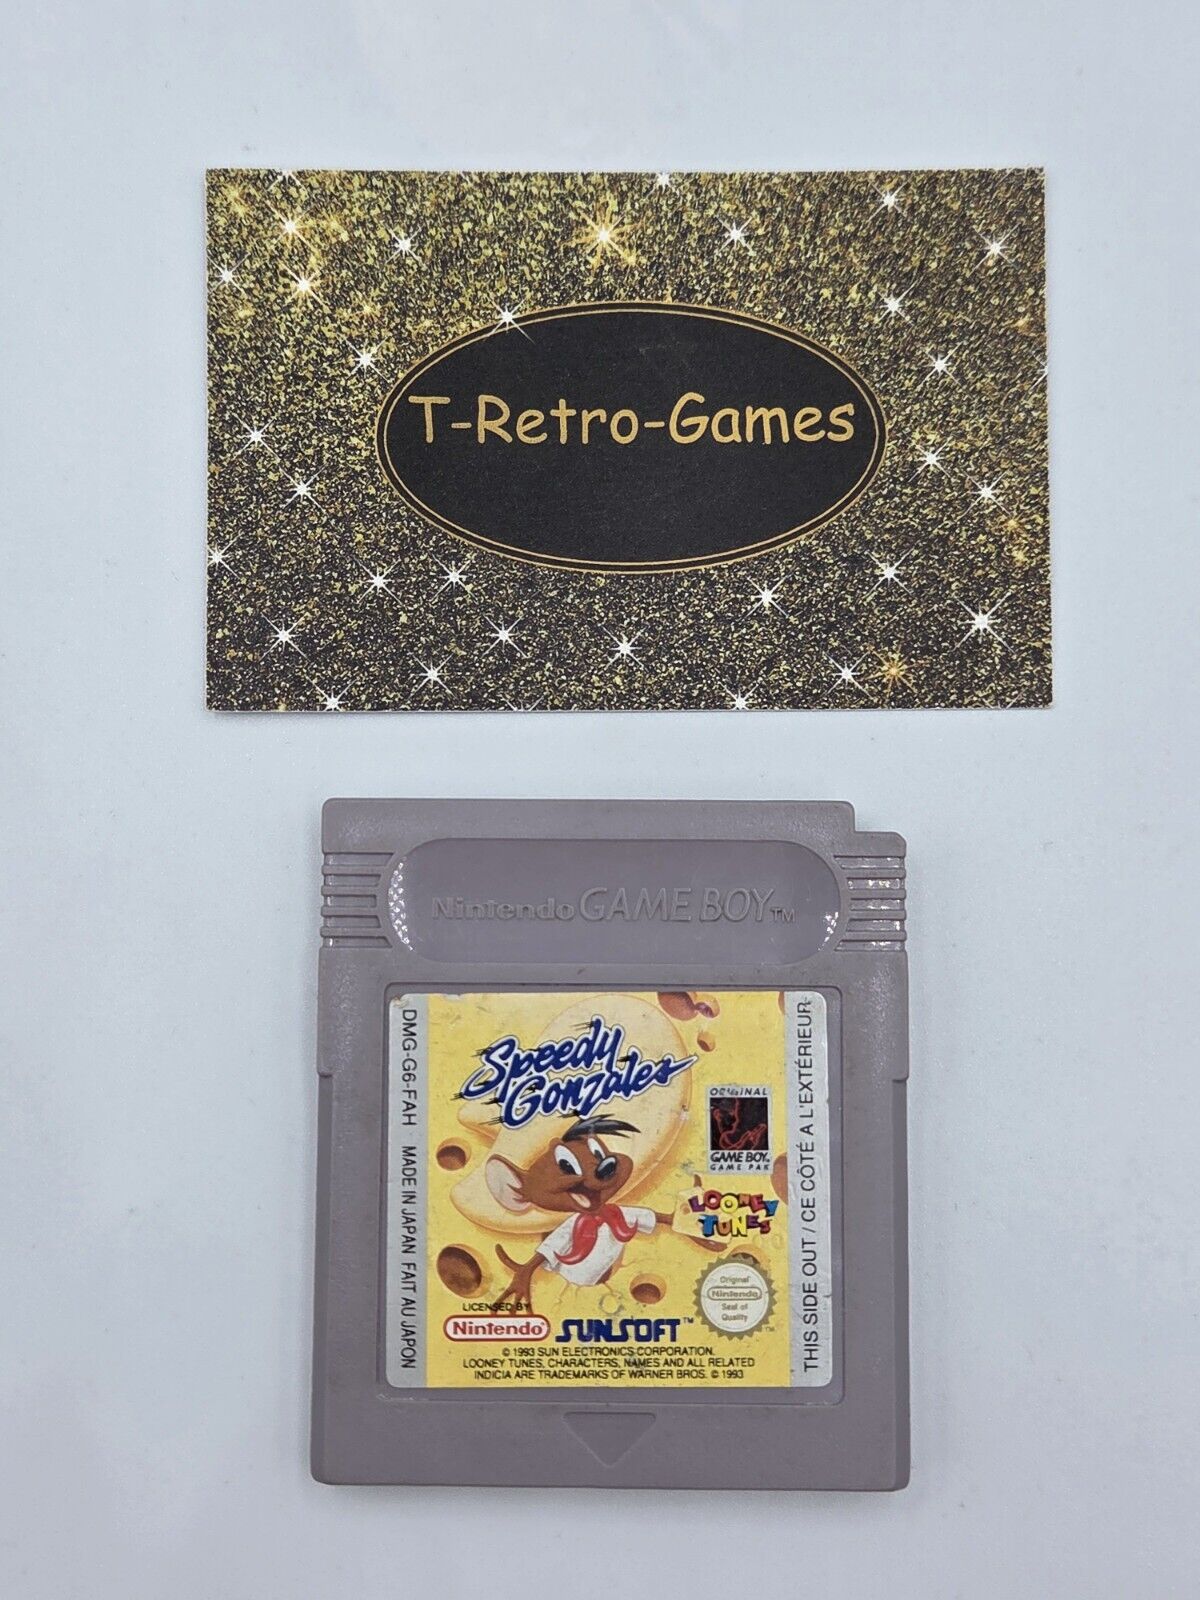 T-Retro-Games
Nintendo GAME BOY TM
DMG-G6-FAH MADE IN JAPAN FAIT AU JAPON
Speedy
Gonzales
ORIGINAL
GAME BOY
GAME PAK
LOONEY
TUNES
Original
Nintendo
Seal of
Quality
LICENSED BY
Nintendo SUNSOFT™
© 1993 SUN ELECTRONICS CORPORATION.
LOONEY TUNES, CHARACTERS, NAMES AND ALL RELATED
INDICIA ARE TRADEMARKS OF WARNER BROS. © 1993
THIS SIDE OUT / CE CÔTÉ A L'EXTÉRIEUR